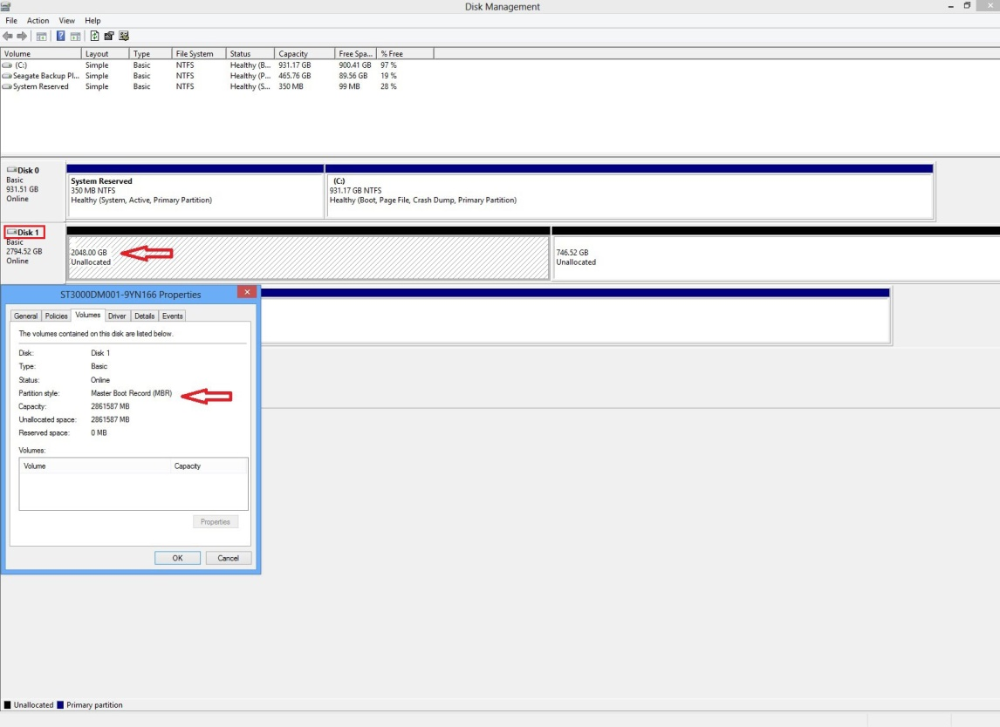 Disk Management
File Action View Help
Volume Layout Type File System Status Capacity Free Spa... % Free
(C:) Simple Basic NTFS Healthy (B... 931.17 GB 900.41 GB 97 %
Seagate Backup Pl... Simple Basic NTFS Healthy (P... 465.76 GB 89.56 GB 19 %
System Reserved Simple Basic NTFS Healthy (S... 350 MB 99 MB 28 %
Disk 0
Basic
931.51 GB
Online
System Reserved
350 MB NTFS
Healthy (System, Active, Primary Partition)
(C:)
931.17 GB NTFS
Healthy (Boot, Page File, Crash Dump, Primary Partition)
Disk 1
Basic
2794.52 GB
Online
2048.00 GB
Unallocated
746.52 GB
Unallocated
ST3000DM001-9YN166 Properties
General Policies Volumes Driver Details Events
The volumes contained on this disk are listed below.
Disk: Disk 1
Type: Basic
Status: Online
Partition style: Master Boot Record (MBR)
Capacity: 2861587 MB
Unallocated space: 2861587 MB
Reserved space: 0 MB
Volumes:
Volume Capacity
Properties
OK Cancel
Unallocated Primary partition